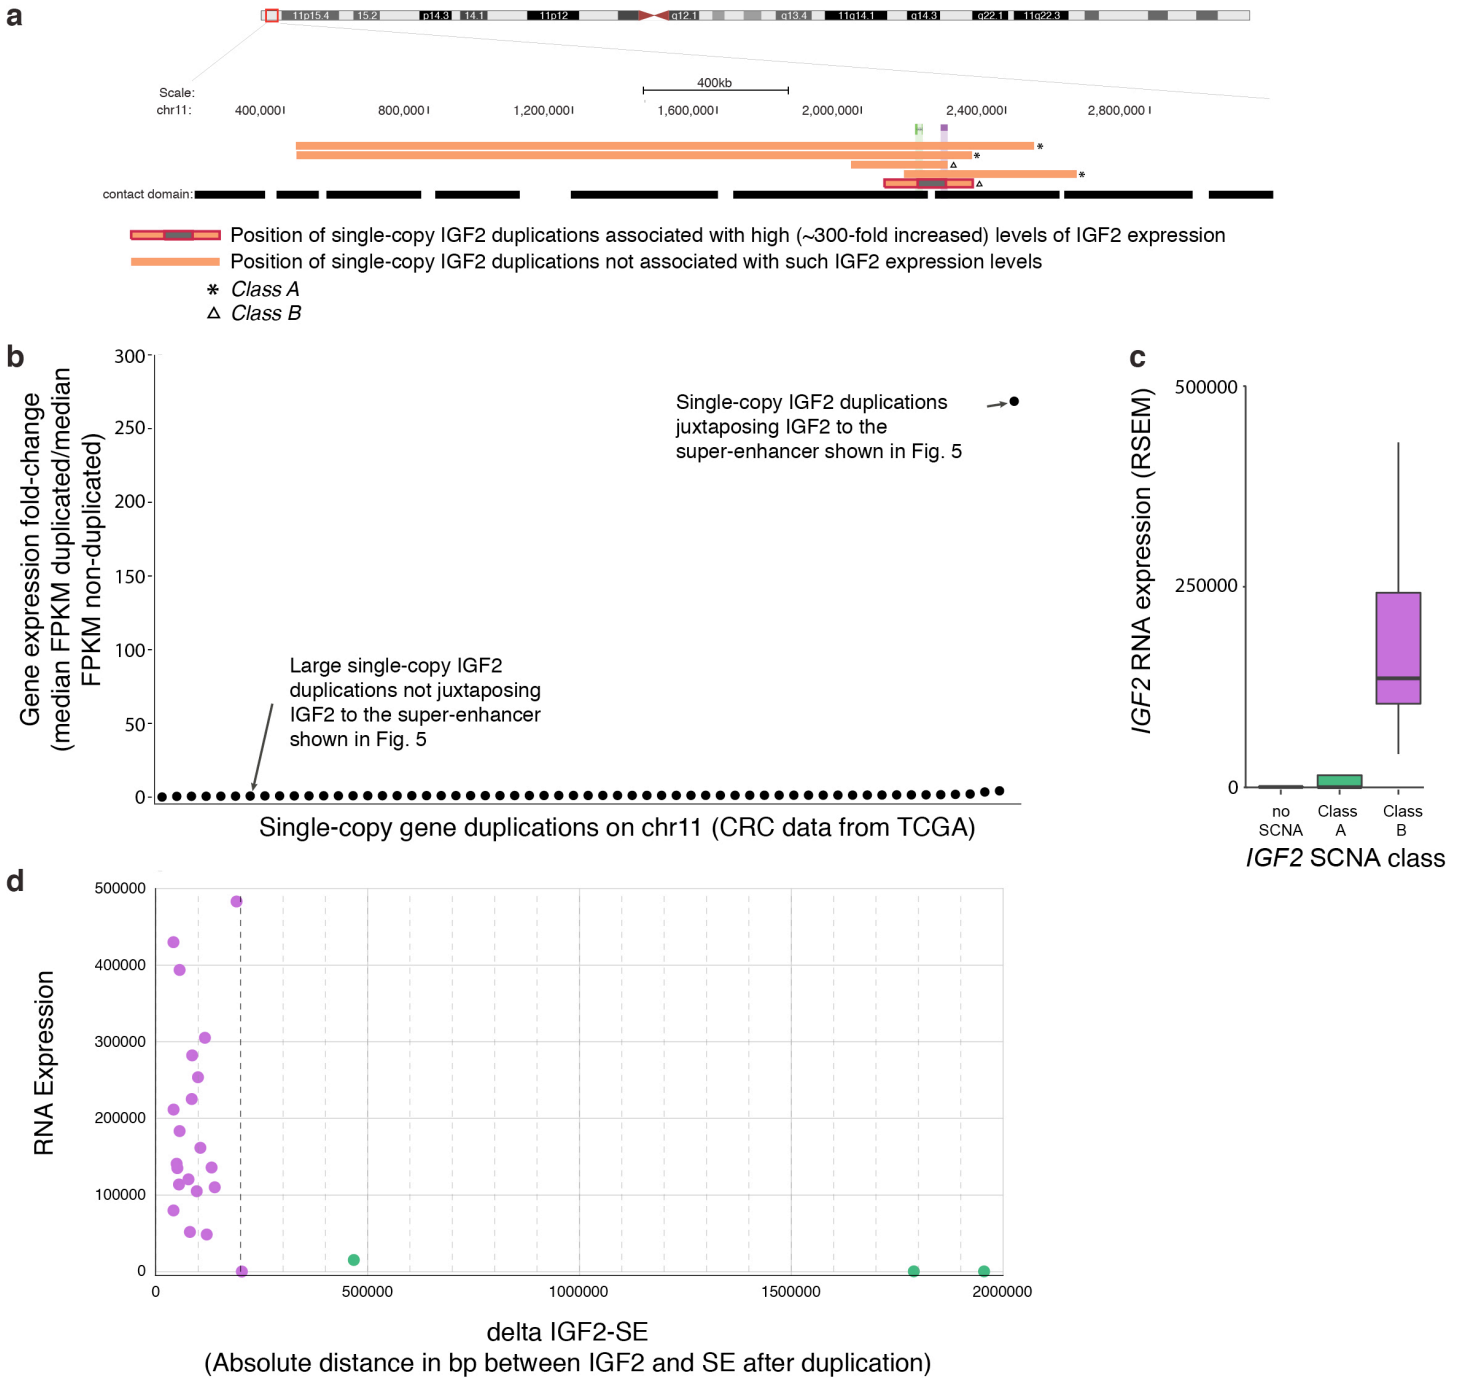 a
11p15.4 15.2 p14.3 14.1 11p12 q12.1 q13.4 11q14.1 q14.3 q22.1 11q22.3
400kb
Scale:
chr11: 400,000 800,000 1,200,000 1,600,000 2,000,000 2,400,000 2,800,000
*
*
△
*
△
contact domain:
Position of single-copy IGF2 duplications associated with high (~300-fold increased) levels of IGF2 expression
Position of single-copy IGF2 duplications not associated with such IGF2 expression levels
* Class A
△ Class B
b
Gene expression fold-change
(median FPKM duplicated/median
FPKM non-duplicated)
300
250
200
150
100
50
0
Single-copy IGF2 duplications
juxtaposing IGF2 to the
super-enhancer shown in Fig. 5
Large single-copy IGF2
duplications not juxtaposing
IGF2 to the super-enhancer
shown in Fig. 5
Single-copy gene duplications on chr11 (CRC data from TCGA)
c
IGF2 RNA expression (RSEM)
500000
250000
0
no
SCNA
Class
A
Class
B
IGF2 SCNA class
d
RNA Expression
500000
400000
300000
200000
100000
0
0 500000 1000000 1500000 2000000
delta IGF2-SE
(Absolute distance in bp between IGF2 and SE after duplication)